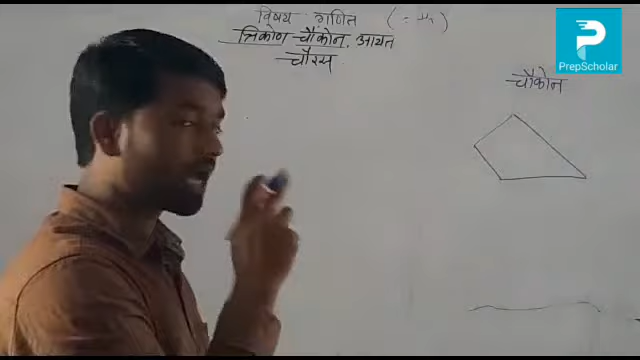 विषय गणित
त्रिकोण चौकोन, आयत
चौरस
चौकोन
PrepScholar